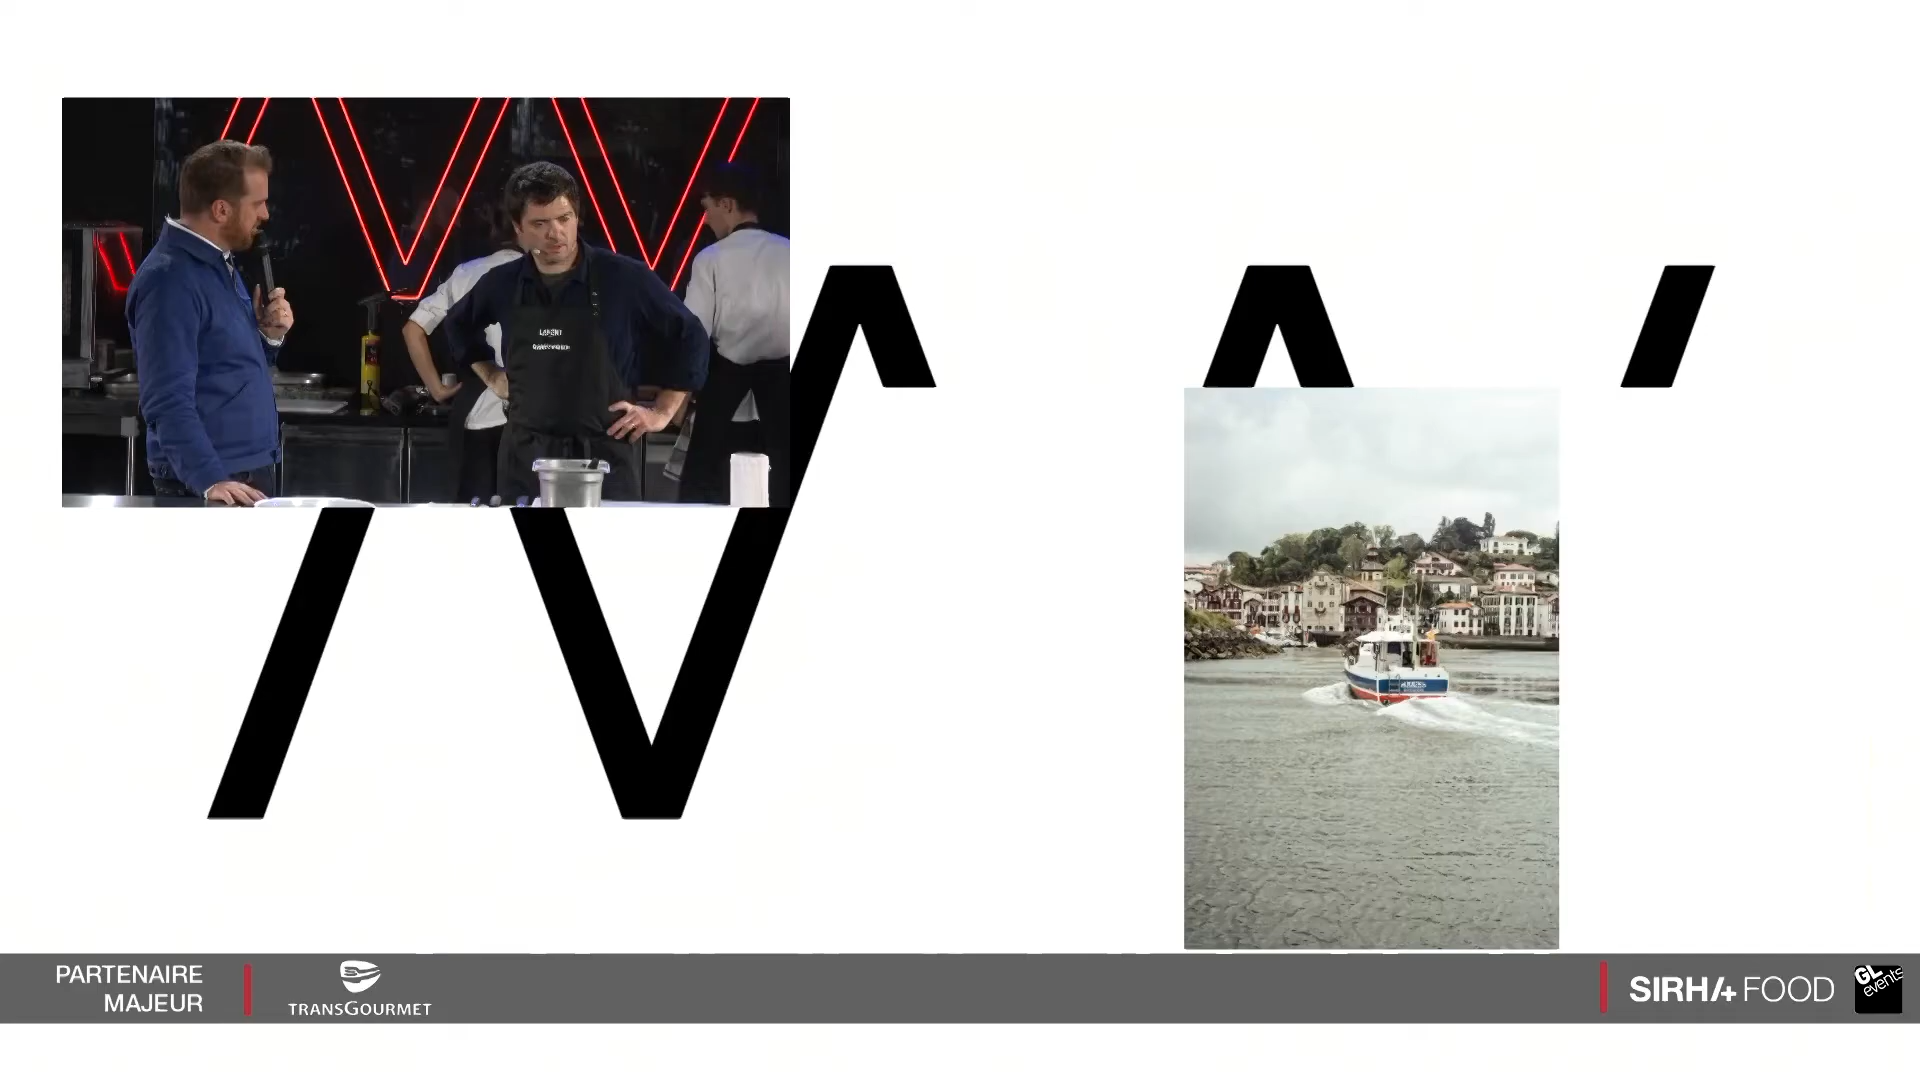 PARTENAIRE
MAJEUR
TRANSGOURMET
SIRHA FOOD
GL
events